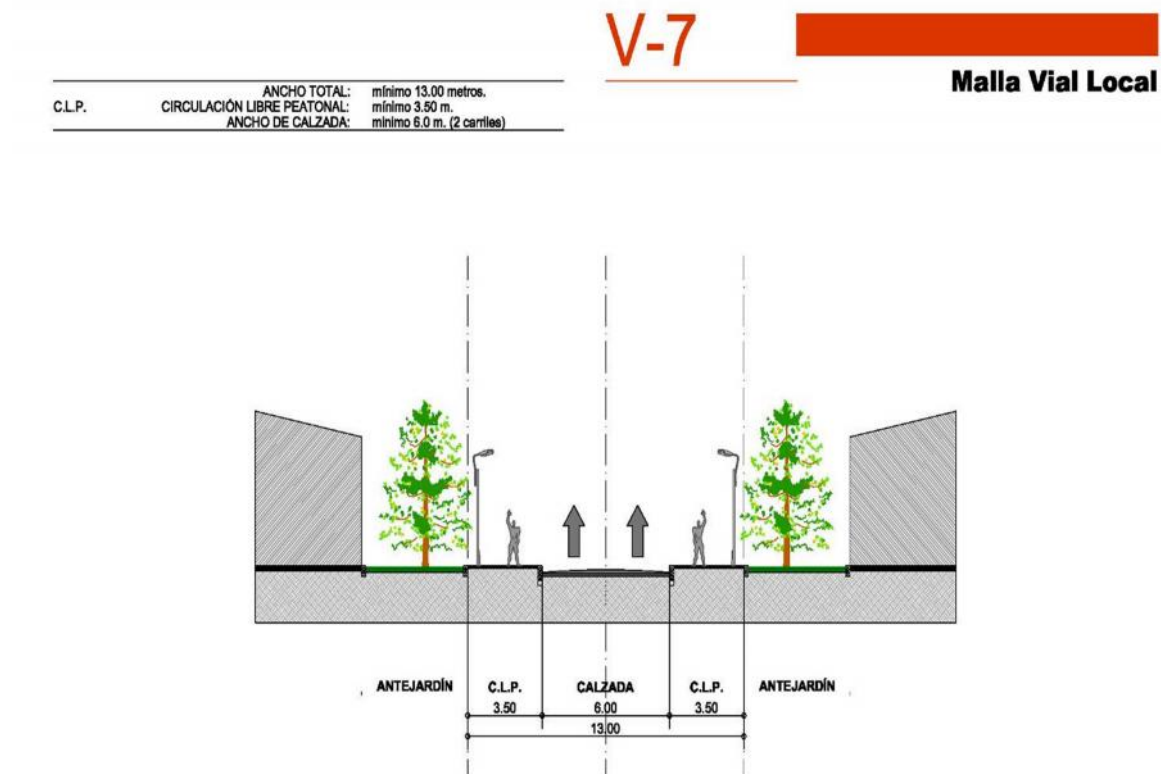 V-7
Malla Vial Local
ANCHO TOTAL: mínimo 13.00 metros.
C.L.P. CIRCULACIÓN LIBRE PEATONAL: mínimo 3.50 m.
ANCHO DE CALZADA: mínimo 6.0 m. (2 carriles)
ANTEJARDÍN C.L.P. CALZADA C.L.P. ANTEJARDÍN
3.50 6.00 3.50
13.00